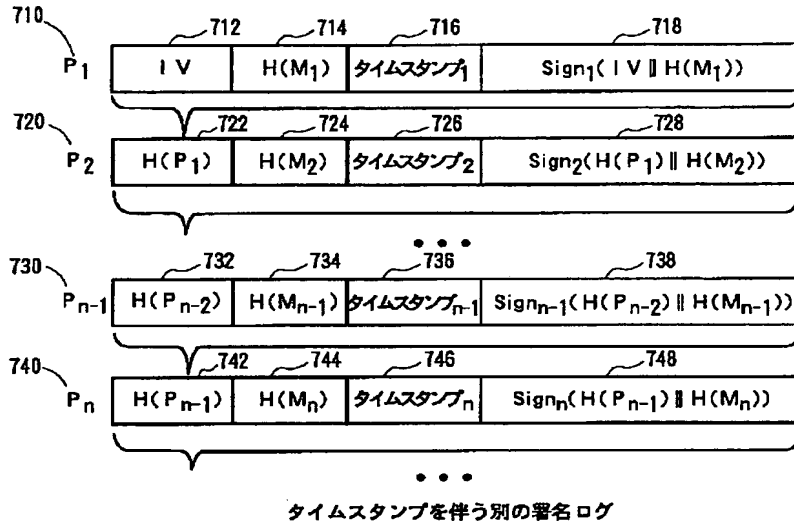 710 712 714 716 718
P1 IV H(M1) タイムスタンプ1 Sign1(IV‖H(M1))
720 722 724 726 728
P2 H(P1) H(M2) タイムスタンプ2 Sign2(H(P1)‖H(M2))
•••
730 732 734 736 738
Pn-1 H(Pn-2) H(Mn-1) タイムスタンプn-1 Signn-1(H(Pn-2)‖H(Mn-1))
740 742 744 746 748
Pn H(Pn-1) H(Mn) タイムスタンプn Signn(H(Pn-1)‖H(Mn))
•••
タイムスタンプを伴う別の署名ログ